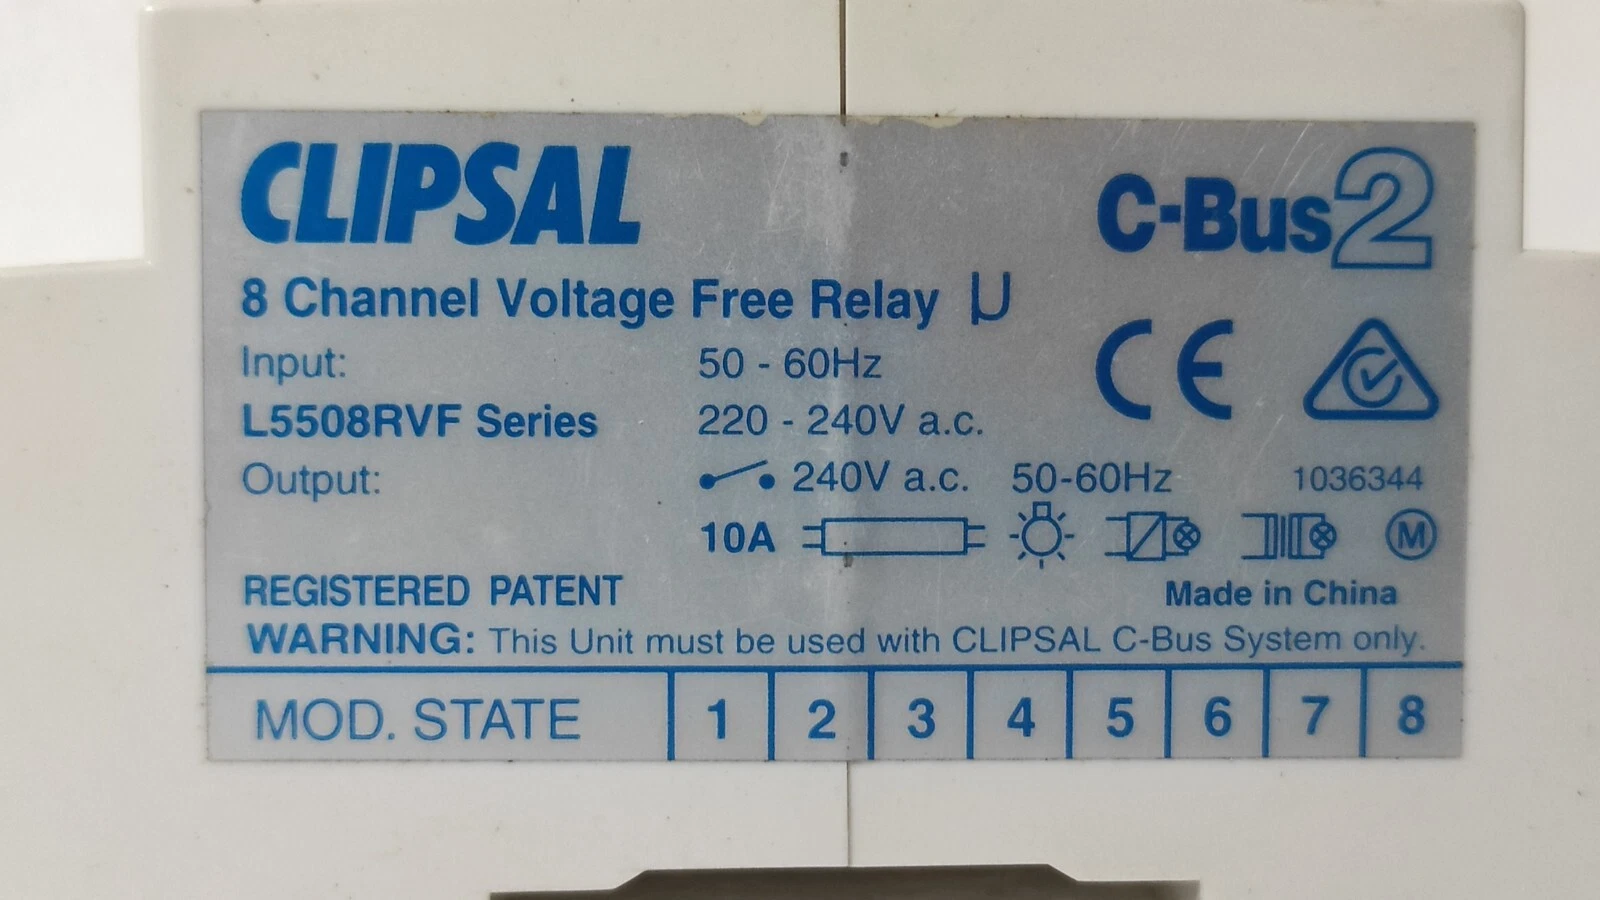 CLIPSAL C-Bus2
8 Channel Voltage Free Relay μ
Input: 50 - 60Hz
L5508RVF Series 220 - 240V a.c.
Output: 240V a.c. 50-60Hz 1036344
10A M
REGISTERED PATENT Made in China
WARNING: This Unit must be used with CLIPSAL C-Bus System only.
MOD. STATE 1 2 3 4 5 6 7 8